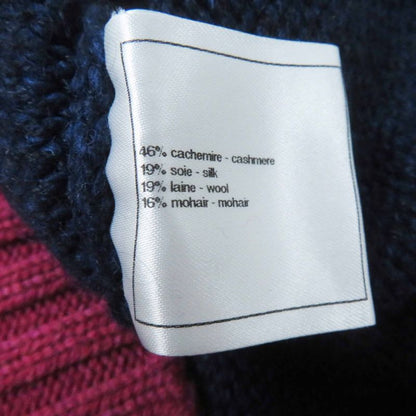 46% cachemire - cashmere
19% soie - silk
19% laine - wool
16% mohair - mohair